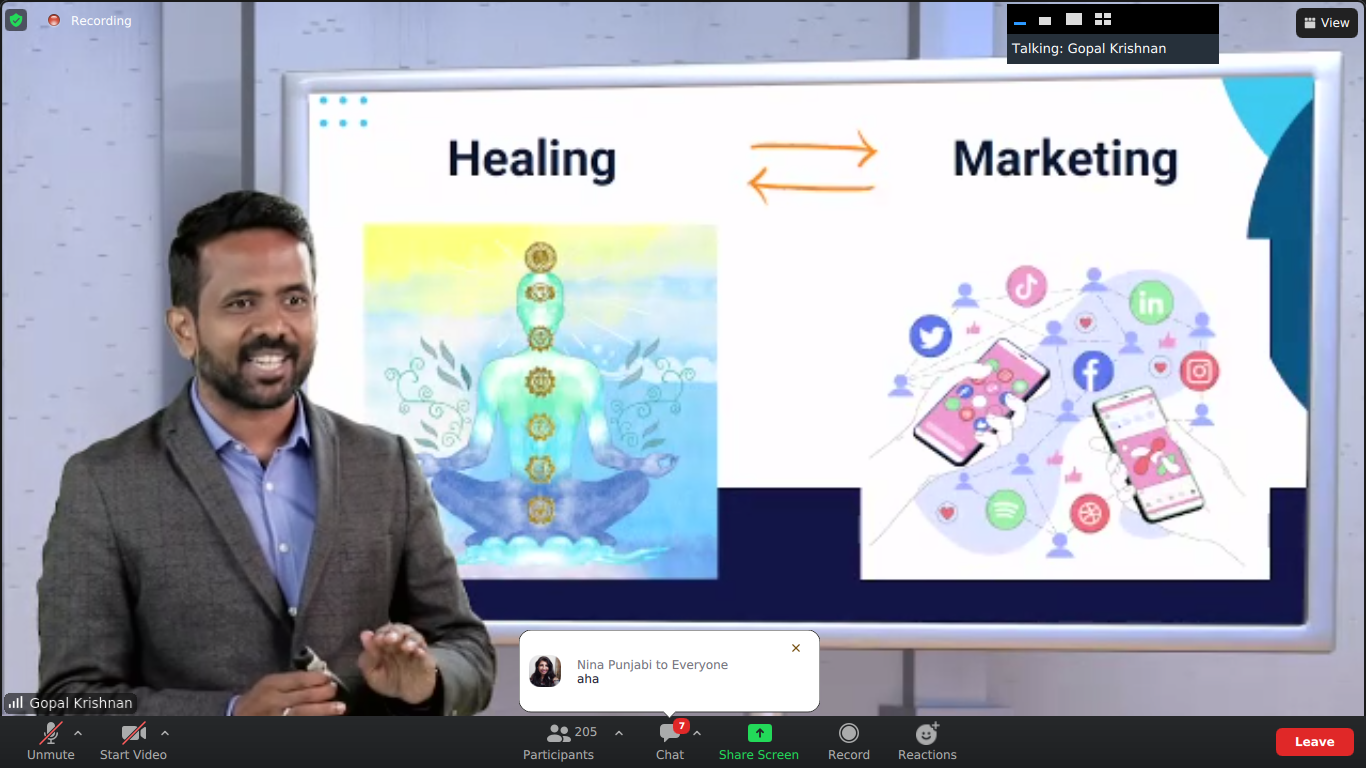 Recording
View
Talking: Gopal Krishnan
Healing
Marketing
in
f
Nina Punjabi to Everyone
aha
Gopal Krishnan
Unmute
Start Video
Participants
205
Chat
7
Share Screen
Record
Reactions
Leave